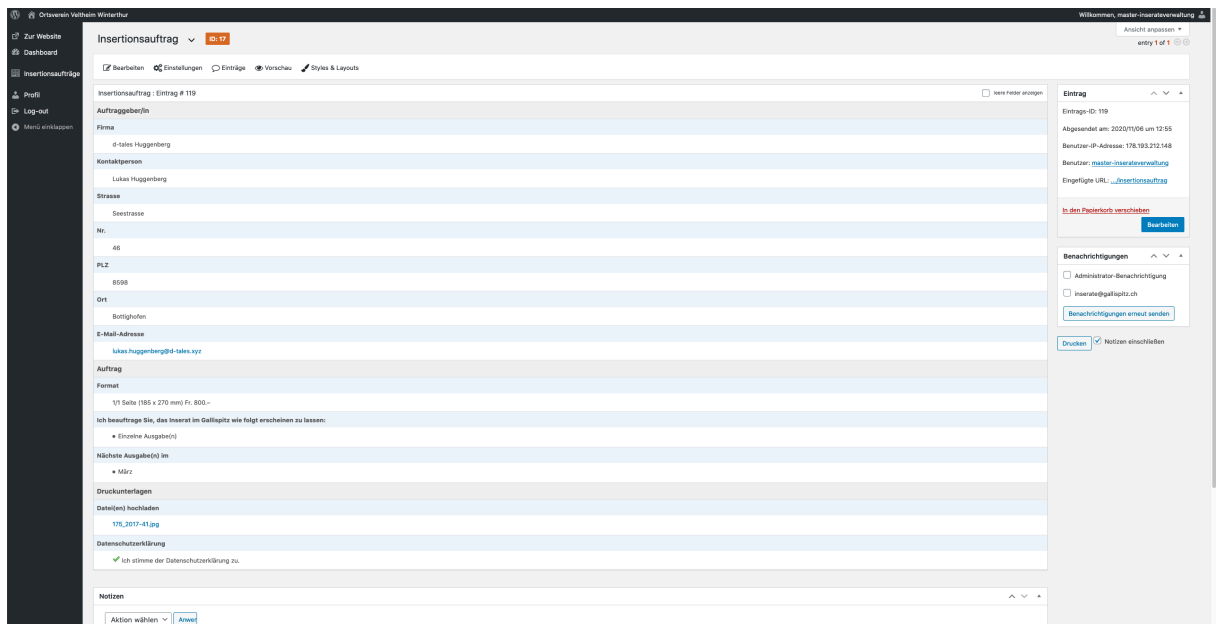 Ortsverein Veltheim Winterthur
Willkommen, master-inserateverwaltung
Zur Website
Dashboard
Insertionsaufträge
Profil
Log-out
Menü einklappen
Insertionsauftrag
ID: 17
Ansicht anpassen
entry 1 of 1
Bearbeiten
Einstellungen
Einträge
Vorschau
Styles & Layouts
Insertionsauftrag : Eintrag # 119
leere Felder anzeigen
Auftraggeber/in
Firma
d-tales Huggenberg
Kontaktperson
Lukas Huggenberg
Strasse
Seestrasse
Nr.
46
PLZ
8598
Ort
Bottighofen
E-Mail-Adresse
lukas.huggenberg@d-tales.xyz
Auftrag
Format
1/1 Seite (185 x 270 mm) Fr. 800.–
Ich beauftrage Sie, das Inserat im Gallispitz wie folgt erscheinen zu lassen:
Einzelne Ausgabe(n)
Nächste Ausgabe(n) im
März
Druckunterlagen
Datei(en) hochladen
175_2017-41.jpg
Datenschutzerklärung
Ich stimme der Datenschutzerklärung zu.
Notizen
Aktion wählen
Anwer
Eintrag
Eintrags-ID: 119
Abgesendet am: 2020/11/06 um 12:55
Benutzer-IP-Adresse: 178.193.212.148
Benutzer: master-inserateverwaltung
Eingefügte URL: .../insertionsauftrag
In den Papierkorb verschieben
Bearbeiten
Benachrichtigungen
Administrator-Benachrichtigung
inserate@gallispitz.ch
Benachrichtigungen erneut senden
Drucken
Notizen einschließen